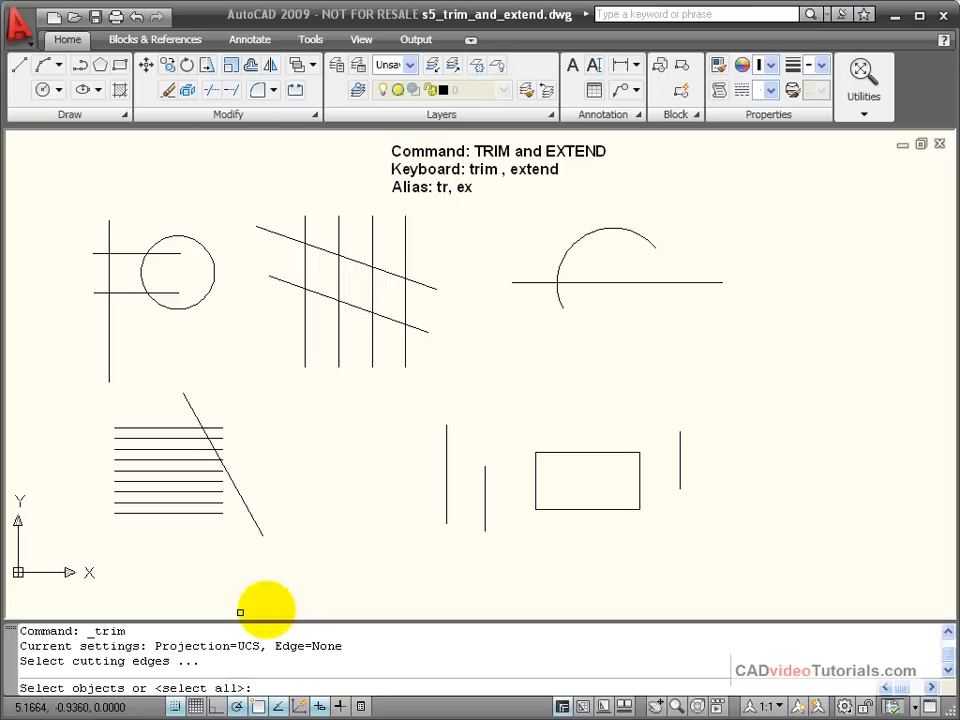 AutoCAD 2009 - NOT FOR RESALE s5_trim_and_extend.dwg
Type a keyword or phrase
Home
Blocks & References
Annotate
Tools
View
Output
Unsa
0
Utilities
Draw
Modify
Layers
Annotation
Block
Properties
Command: TRIM and EXTEND
Keyboard: trim , extend
Alias: tr, ex
Y
X
Command: _trim
Current settings: Projection=UCS, Edge=None
Select cutting edges ...
Select objects or <select all>:
CADvideoTutorials.com
5.1664, -0.9360, 0.0000
1:1